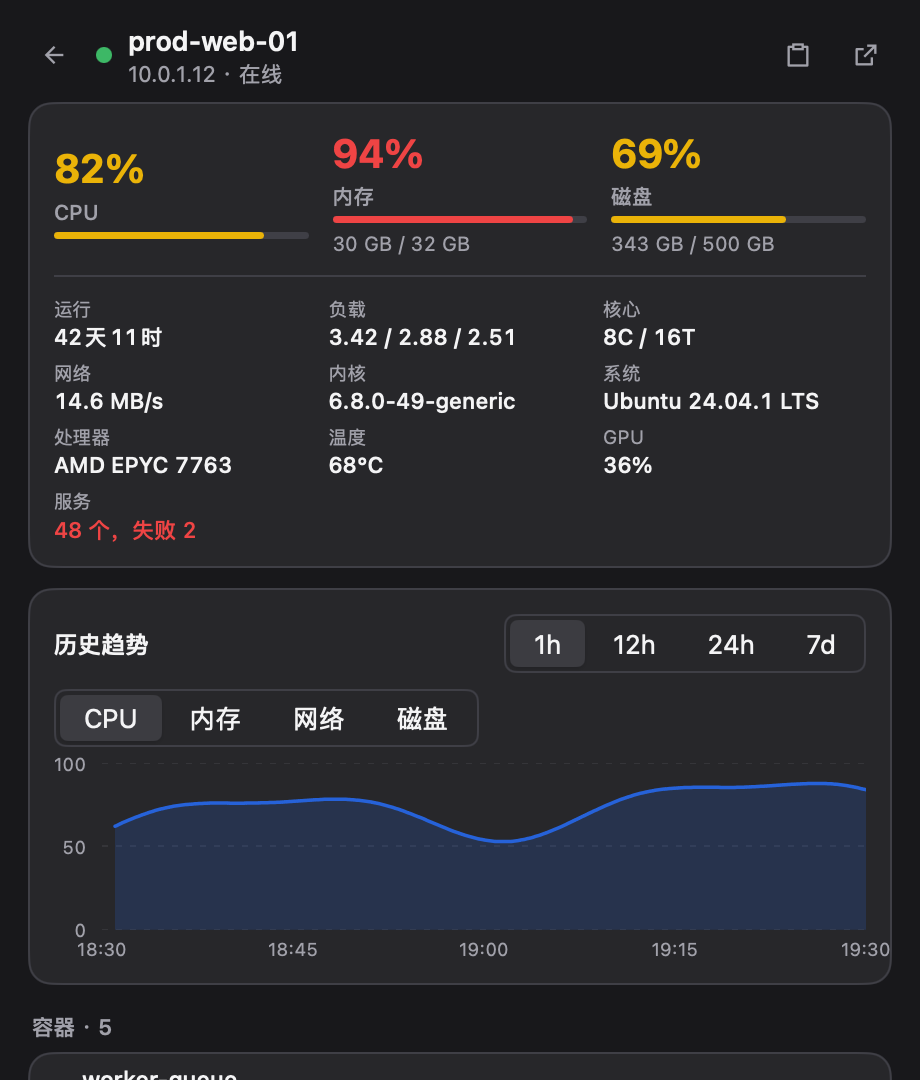 prod-web-01
10.0.1.12 · 在线
82%
CPU
94%
内存
30 GB / 32 GB
69%
磁盘
343 GB / 500 GB
运行
42天11时
负载
3.42 / 2.88 / 2.51
核心
8C / 16T
网络
14.6 MB/s
内核
6.8.0-49-generic
系统
Ubuntu 24.04.1 LTS
处理器
AMD EPYC 7763
温度
68°C
GPU
36%
服务
48 个，失败 2
历史趋势
1h 12h 24h 7d
CPU 内存 网络 磁盘
100
50
0
18:30 18:45 19:00 19:15 19:30
容器 · 5
worker-queue